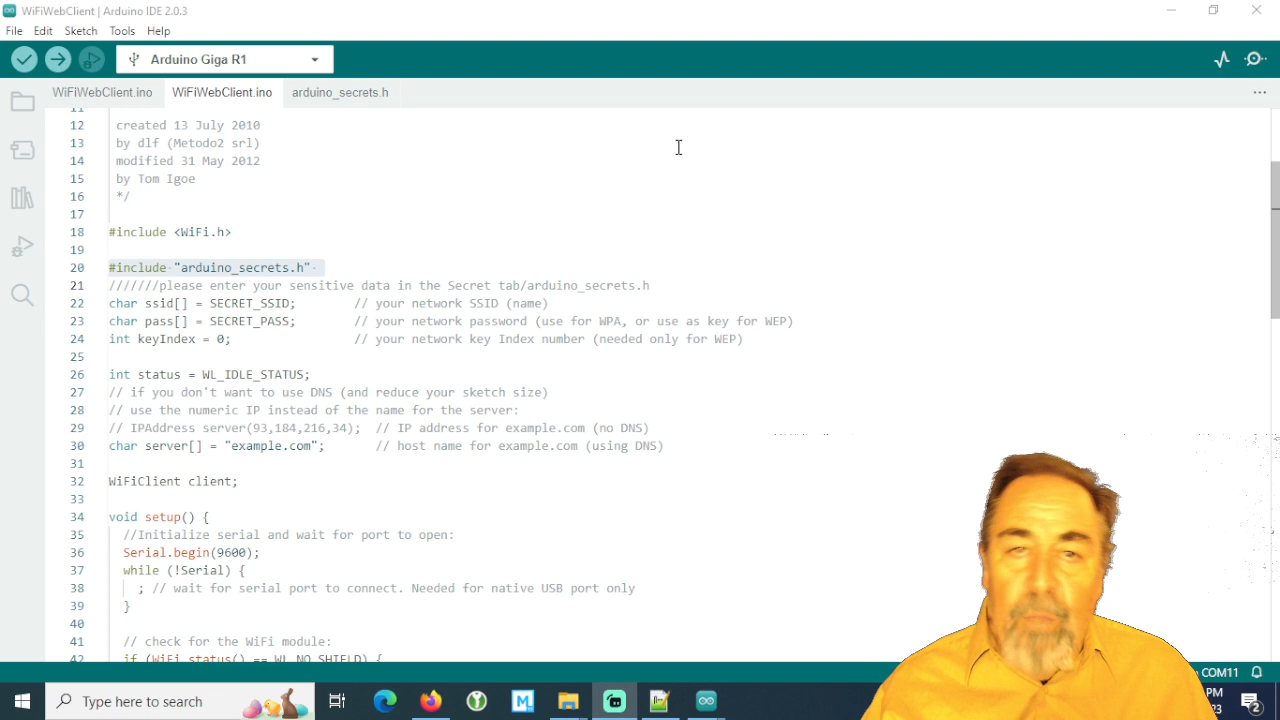 WiFiWebClient | Arduino IDE 2.0.3
File Edit Sketch Tools Help
Arduino Giga R1
WiFiWebClient.ino WiFiWebClient.ino arduino_secrets.h
11
12 created 13 July 2010
13 by dlf (Metodo2 srl)
14 modified 31 May 2012
15 by Tom Igoe
16 */
17
18 #include <WiFi.h>
19
20 #include "arduino_secrets.h"
21 ///////please enter your sensitive data in the Secret tab/arduino_secrets.h
22 char ssid[] = SECRET_SSID; // your network SSID (name)
23 char pass[] = SECRET_PASS; // your network password (use for WPA, or use as key for WEP)
24 int keyIndex = 0; // your network key Index number (needed only for WEP)
25
26 int status = WL_IDLE_STATUS;
27 // if you don't want to use DNS (and reduce your sketch size)
28 // use the numeric IP instead of the name for the server:
29 // IPAddress server(93,184,216,34); // IP address for example.com (no DNS)
30 char server[] = "example.com"; // host name for example.com (using DNS)
31
32 WiFiClient client;
33
34 void setup() {
35 //Initialize serial and wait for port to open:
36 Serial.begin(9600);
37 while (!Serial) {
38 ; // wait for serial port to connect. Needed for native USB port only
39 }
40
41 // check for the WiFi module:
42 if (WiFi.status() == WL_NO_SHIELD) {
COM11
Type here to search
PM
23
2